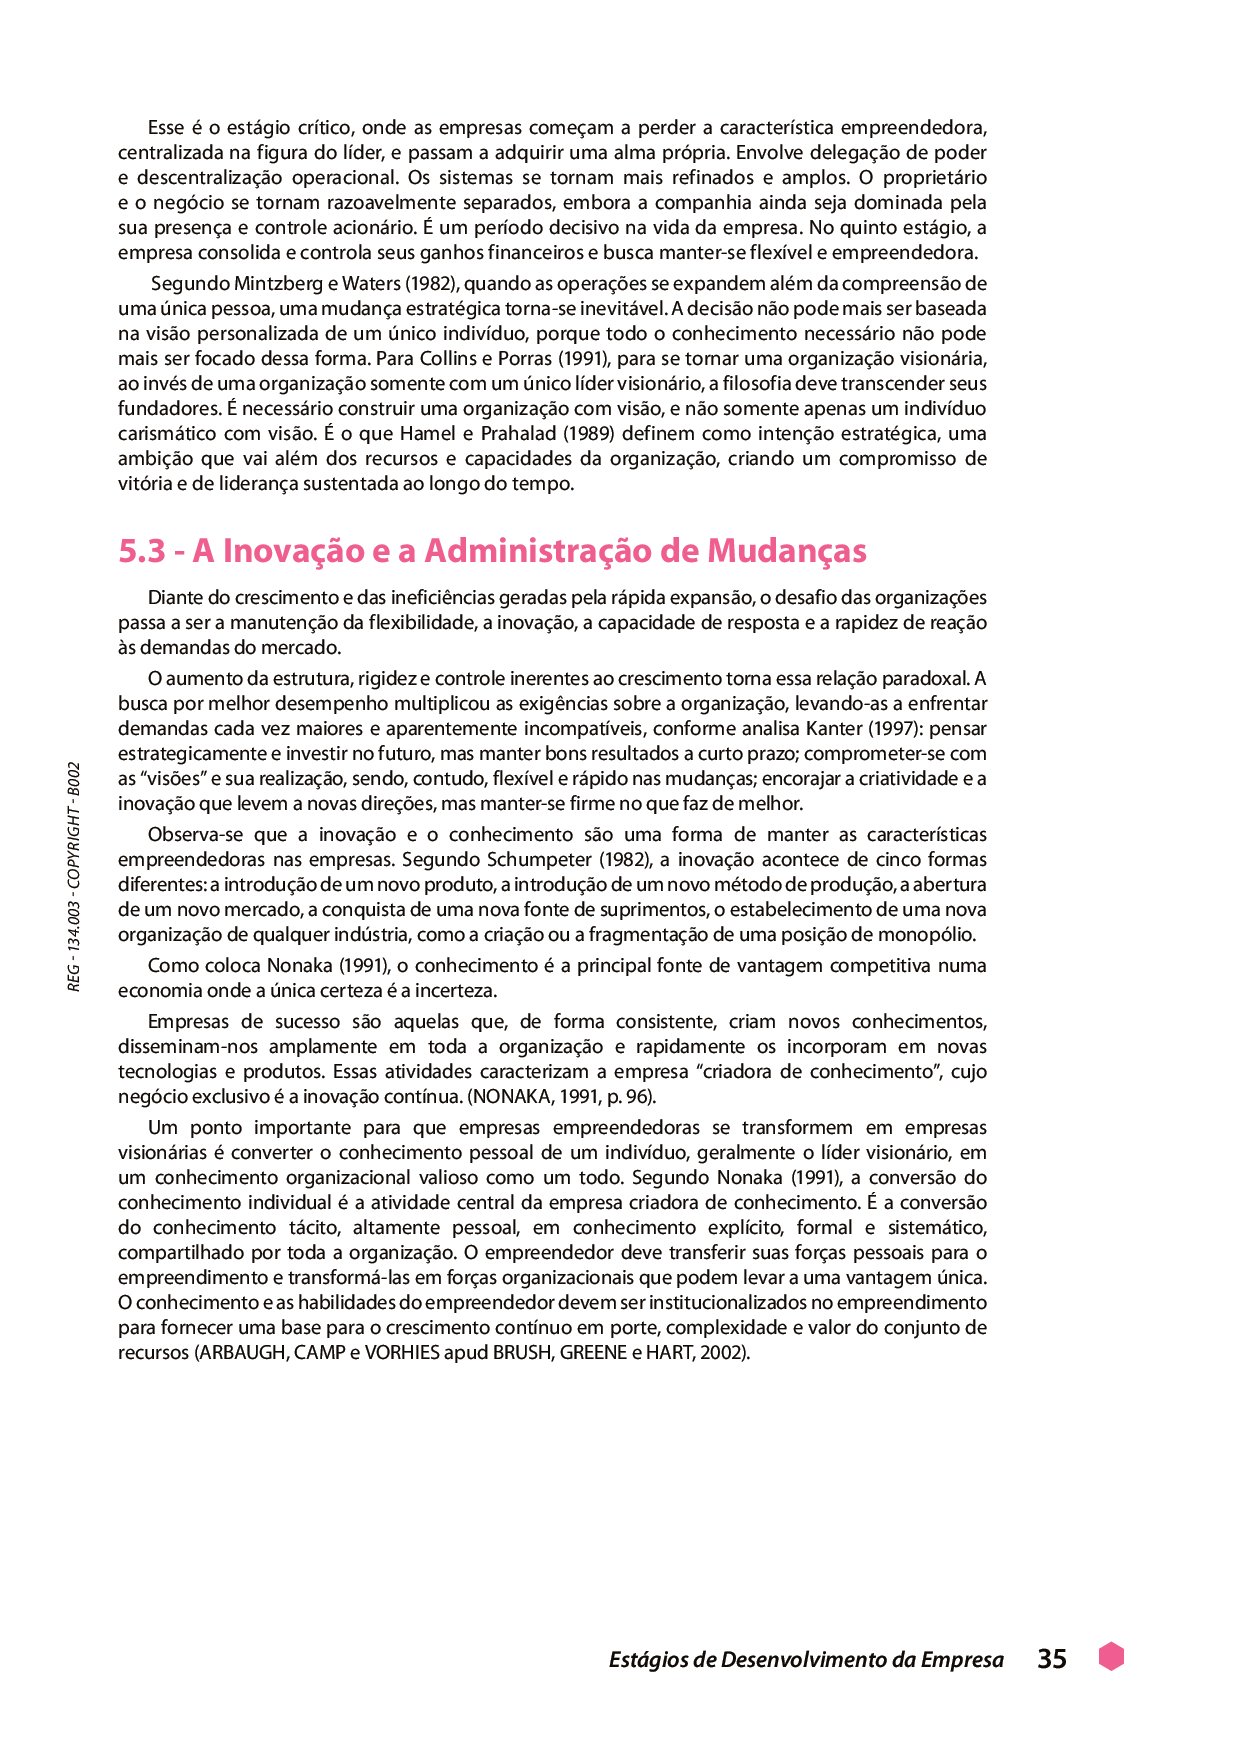 Esse é o estágio crítico, onde as empresas começam a perder a característica empreendedora,
centralizada na figura do líder, e passam a adquirir uma alma própria. Envolve delegação de poder
e descentralização operacional. Os sistemas se tornam mais refinados e amplos. O proprietário
e o negócio se tornam razoavelmente separados, embora a companhia ainda seja dominada pela
sua presença e controle acionário. É um período decisivo na vida da empresa. No quinto estágio, a
empresa consolida e controla seus ganhos financeiros e busca manter-se flexível e empreendedora.
Segundo Mintzberg e Waters (1982), quando as operações se expandem além da compreensão de
uma única pessoa, uma mudança estratégica torna-se inevitável. A decisão não pode mais ser baseada
na visão personalizada de um único indivíduo, porque todo o conhecimento necessário não pode
mais ser focado dessa forma. Para Collins e Porras (1991), para se tornar uma organização visionária,
ao invés de uma organização somente com um único líder visionário, a filosofia deve transcender seus
fundadores. É necessário construir uma organização com visão, e não somente apenas um indivíduo
carismático com visão. É o que Hamel e Prahalad (1989) definem como intenção estratégica, uma
ambição que vai além dos recursos e capacidades da organização, criando um compromisso de
vitória e de liderança sustentada ao longo do tempo.
5.3 - A Inovação e a Administração de Mudanças
Diante do crescimento e das ineficiências geradas pela rápida expansão, o desafio das organizações
passa a ser a manutenção da flexibilidade, a inovação, a capacidade de resposta e a rapidez de reação
às demandas do mercado.
O aumento da estrutura, rigidez e controle inerentes ao crescimento torna essa relação paradoxal. A
busca por melhor desempenho multiplicou as exigências sobre a organização, levando-as a enfrentar
demandas cada vez maiores e aparentemente incompatíveis, conforme analisa Kanter (1997): pensar
estrategicamente e investir no futuro, mas manter bons resultados a curto prazo; comprometer-se com
as “visões” e sua realização, sendo, contudo, flexível e rápido nas mudanças; encorajar a criatividade e a
inovação que levem a novas direções, mas manter-se firme no que faz de melhor.
Observa-se que a inovação e o conhecimento são uma forma de manter as características
empreendedoras nas empresas. Segundo Schumpeter (1982), a inovação acontece de cinco formas
diferentes: a introdução de um novo produto, a introdução de um novo método de produção, a abertura
de um novo mercado, a conquista de uma nova fonte de suprimentos, o estabelecimento de uma nova
organização de qualquer indústria, como a criação ou a fragmentação de uma posição de monopólio.
Como coloca Nonaka (1991), o conhecimento é a principal fonte de vantagem competitiva numa
economia onde a única certeza é a incerteza.
Empresas de sucesso são aquelas que, de forma consistente, criam novos conhecimentos,
disseminam-nos amplamente em toda a organização e rapidamente os incorporam em novas
tecnologias e produtos. Essas atividades caracterizam a empresa “criadora de conhecimento”, cujo
negócio exclusivo é a inovação contínua. (NONAKA, 1991, p. 96).
Um ponto importante para que empresas empreendedoras se transformem em empresas
visionárias é converter o conhecimento pessoal de um indivíduo, geralmente o líder visionário, em
um conhecimento organizacional valioso como um todo. Segundo Nonaka (1991), a conversão do
conhecimento individual é a atividade central da empresa criadora de conhecimento. É a conversão
do conhecimento tácito, altamente pessoal, em conhecimento explícito, formal e sistemático,
compartilhado por toda a organização. O empreendedor deve transferir suas forças pessoais para o
empreendimento e transformá-las em forças organizacionais que podem levar a uma vantagem única.
O conhecimento e as habilidades do empreendedor devem ser institucionalizados no empreendimento
para fornecer uma base para o crescimento contínuo em porte, complexidade e valor do conjunto de
recursos (ARBAUGH, CAMP e VORHIES apud BRUSH, GREENE e HART, 2002).
REG - 134.003 - COPYRIGHT - B002
Estágios de Desenvolvimento da Empresa 35